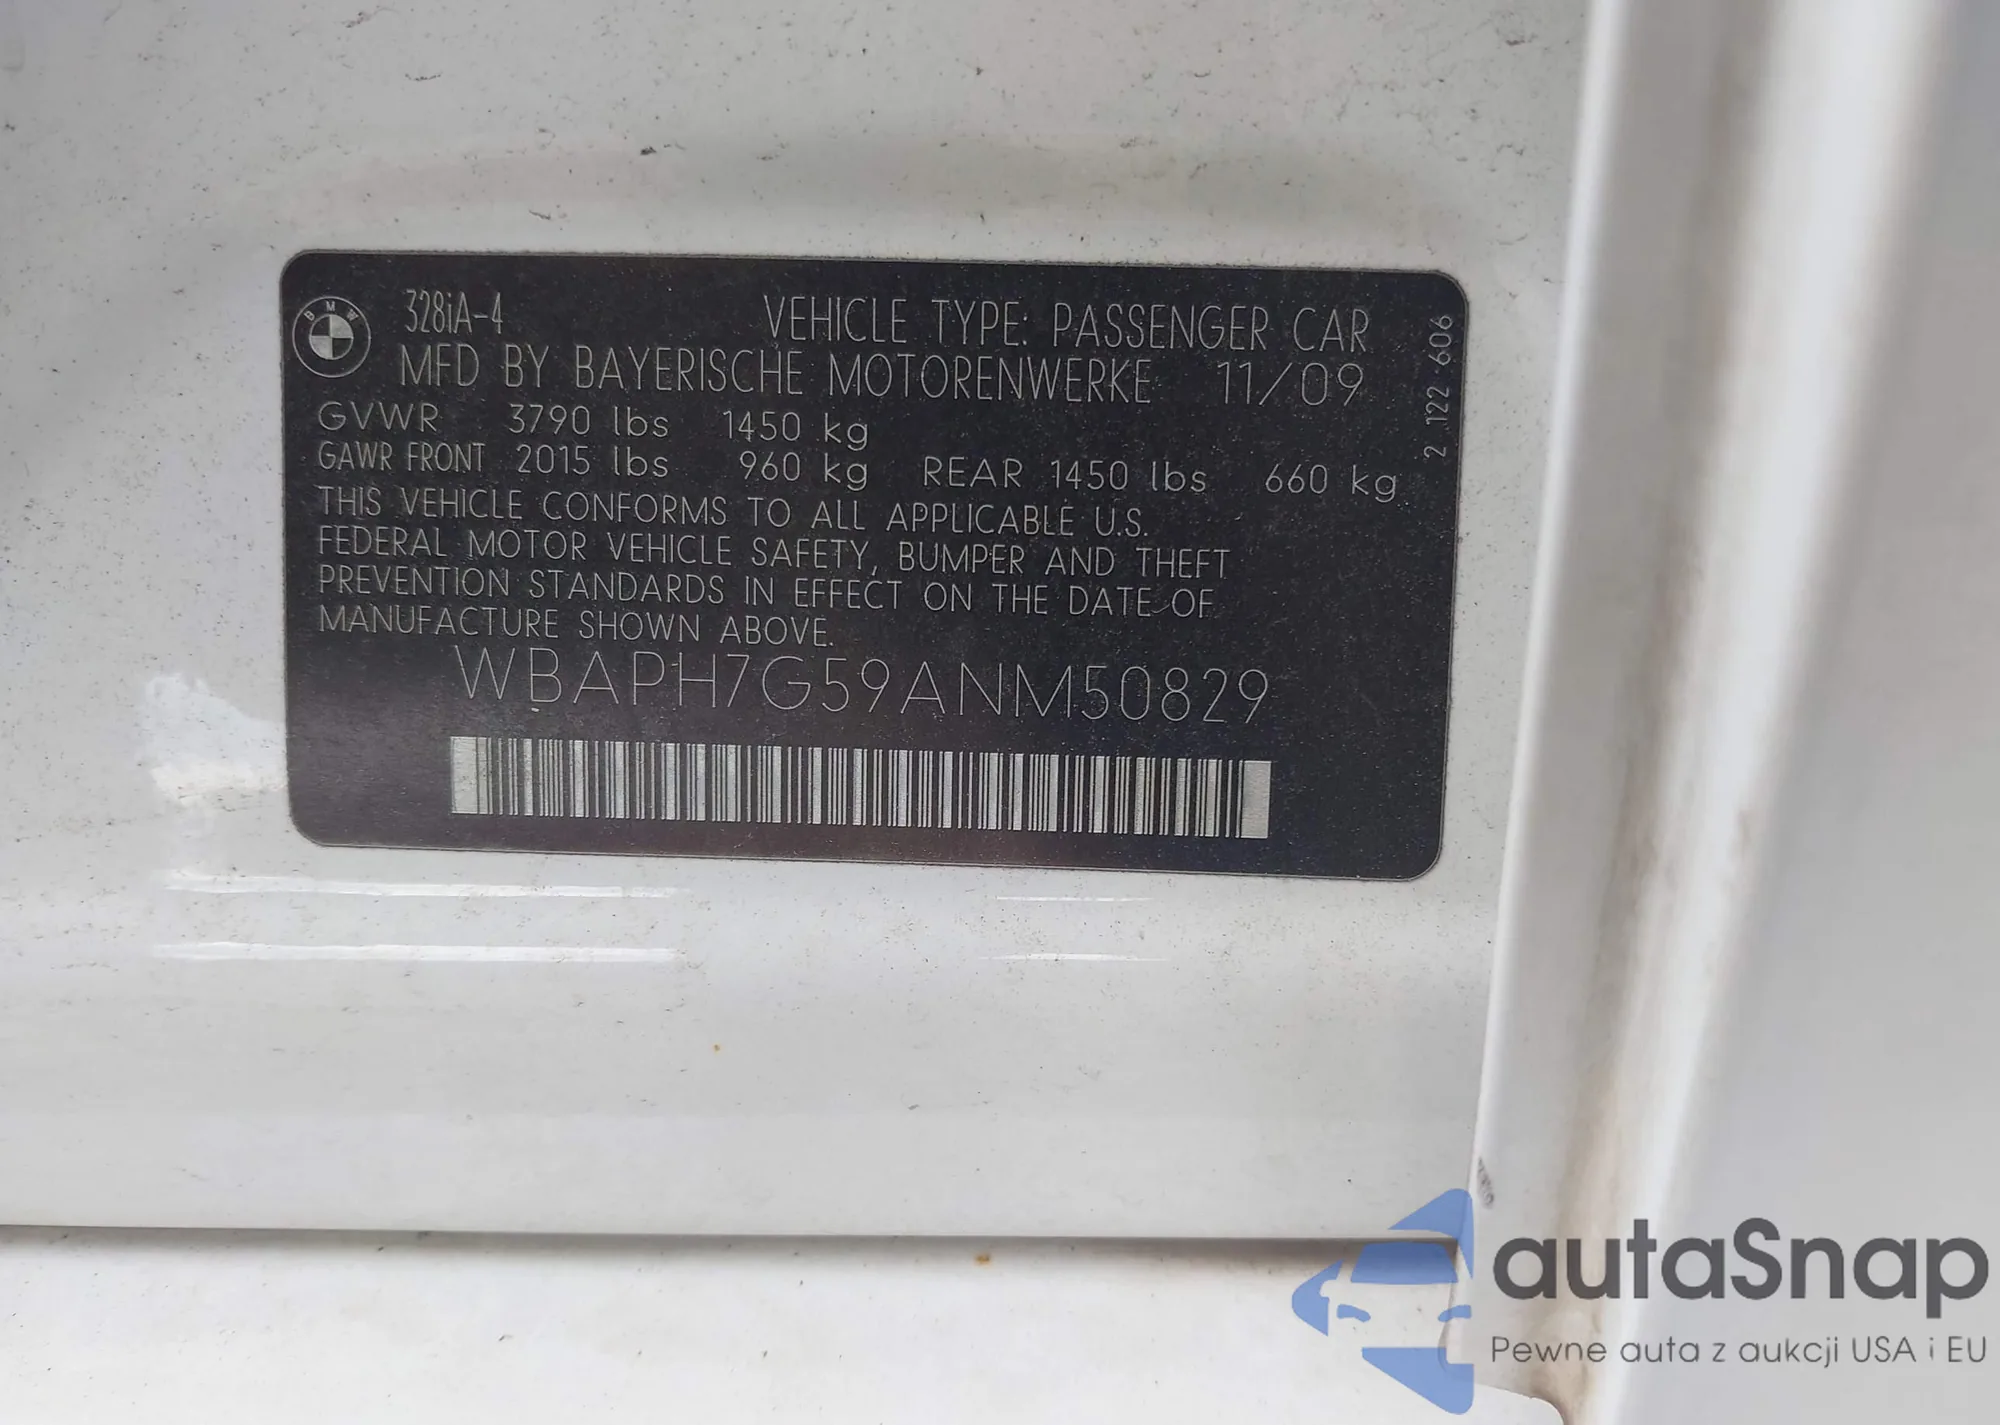 BMW
328iA-4
VEHICLE TYPE: PASSENGER CAR
MFD BY BAYERISCHE MOTORENWERKE 11/09
GVWR 3790 lbs 1450 kg
GAWR FRONT 2015 lbs 960 kg REAR 1450 lbs 660 kg
THIS VEHICLE CONFORMS TO ALL APPLICABLE U.S.
FEDERAL MOTOR VEHICLE SAFETY, BUMPER AND THEFT
PREVENTION STANDARDS IN EFFECT ON THE DATE OF
MANUFACTURE SHOWN ABOVE.
WBAPH7G59ANM50829
2 122 606
autaSnap
Pewne auta z aukcji USA i EU